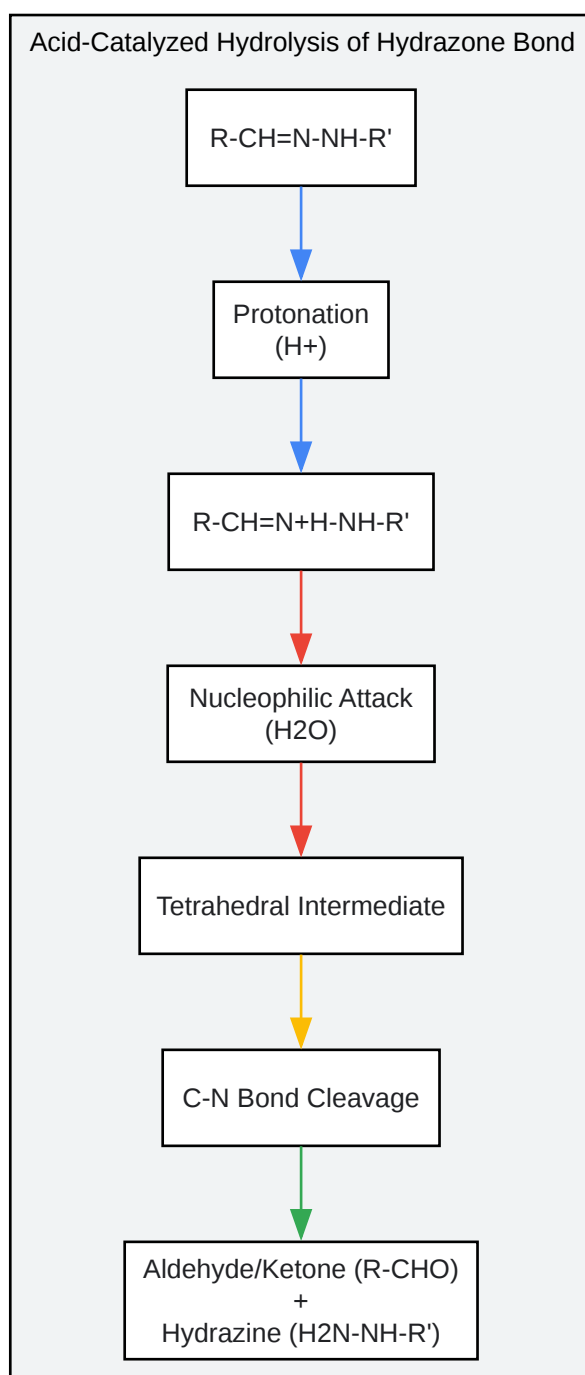 Acid-Catalyzed Hydrolysis of Hydrazone Bond
R-CH=N-NH-R'
Protonation
(H+)
R-CH=N+H-NH-R'
Nucleophilic Attack
(H2O)
Tetrahedral Intermediate
C-N Bond Cleavage
Aldehyde/Ketone (R-CHO)
+
Hydrazine (H2N-NH-R')